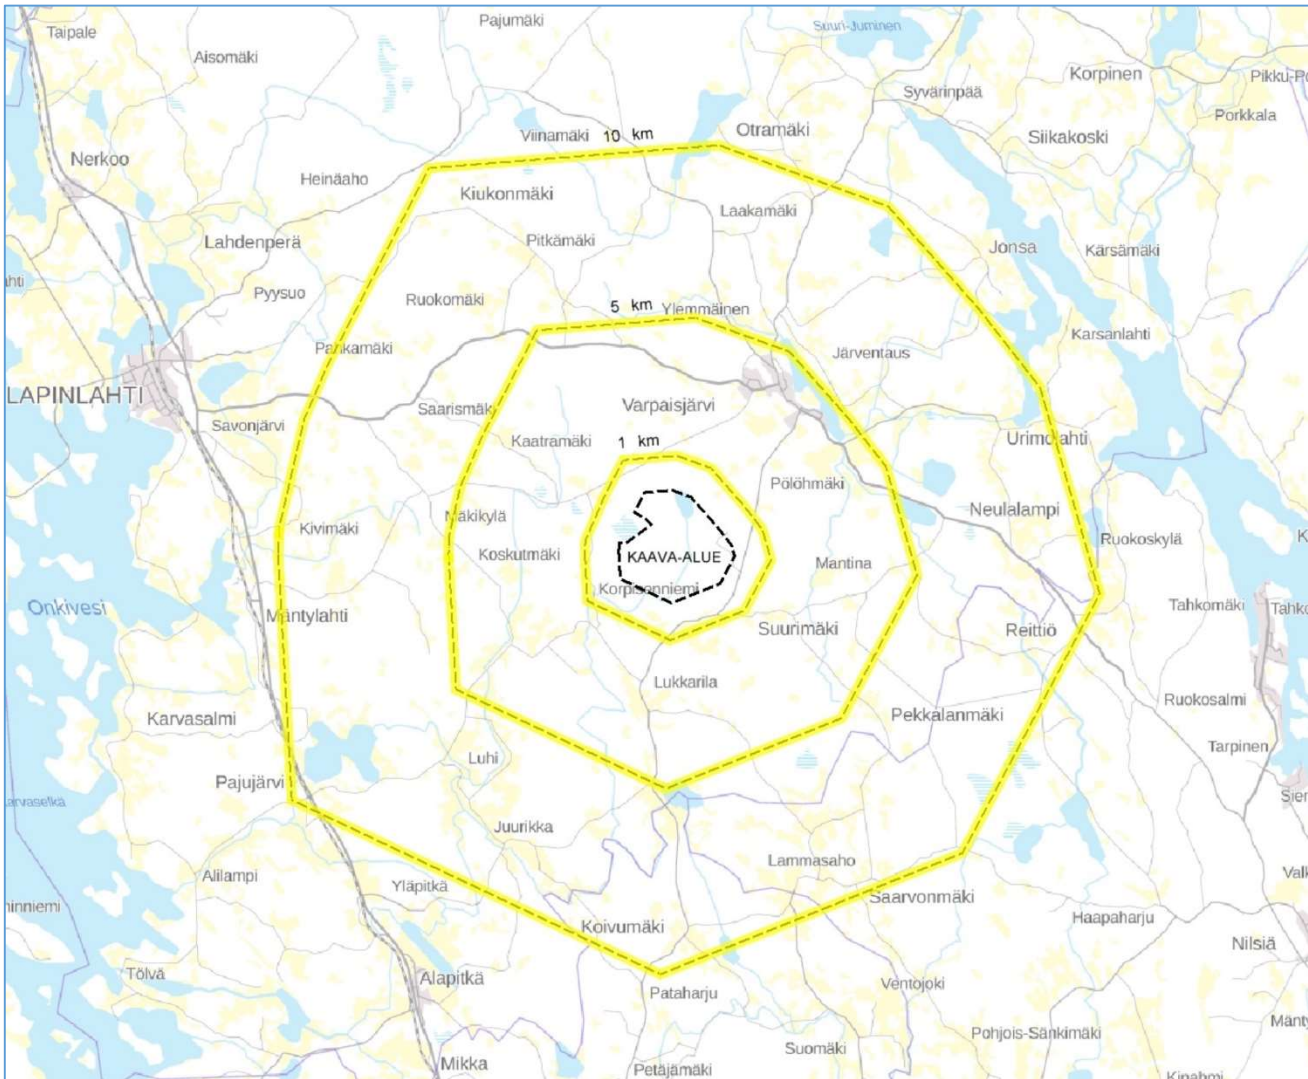 Pajumäki
Taipale
Suuri-Juminen
Aisomäki
Korpinen
Syvärinpää
Porkkala
Viinamäki
10 km
Otramäki
Siikakoski
Nerkoo
Heinäaho
Kiukonmäki
Laakamäki
Lahdenperä
Pitkämäki
Jonsa
Kärsämäki
Pyysuo
Ruokomäki
5 km
Ylemmäinen
Karsanlahti
Järventaus
LAPINLAHTI
Saarismäki
Varpaisjärvi
Savonjärvi
Kaatramäki
1 km
Urimolahti
Pölöhmäki
Mäkikylä
Neulalampi
Kivimäki
Ruokoskylä
Koskutmäki
KAAVA-ALUE
Mantina
Korpisenniemi
Onkivesi
Tahkomäki
Mäntylahti
Suurimäki
Reittiö
Lukkarila
Ruokosalmi
Karvasalmi
Pekkalanmäki
Tarpinen
Luhi
Pajujärvi
Juurikka
Lammasaho
Alilampi
Yläpitkä
Saarvonmäki
Haapaharju
Koivumäki
Nilsiä
Tölvä
Alapitkä
Ventojoki
Pataharju
Pohjois-Sänkimäki
Suomäki
Mikka
Petäjämäki